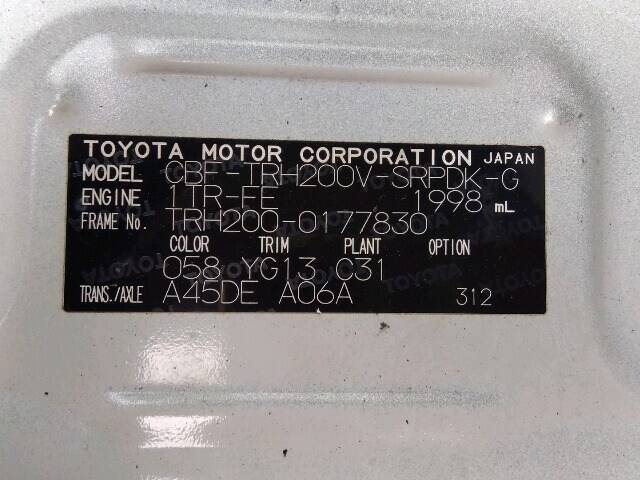 TOYOTA MOTOR CORPORATION JAPAN
MODEL CBF-TRH200V-SRPDK-G
ENGINE 1TR-FE 1998 mL
FRAME No. TRH200-0177830
COLOR TRIM PLANT OPTION
058 YG13 C31
TRANS./AXLE A45DE A06A 312